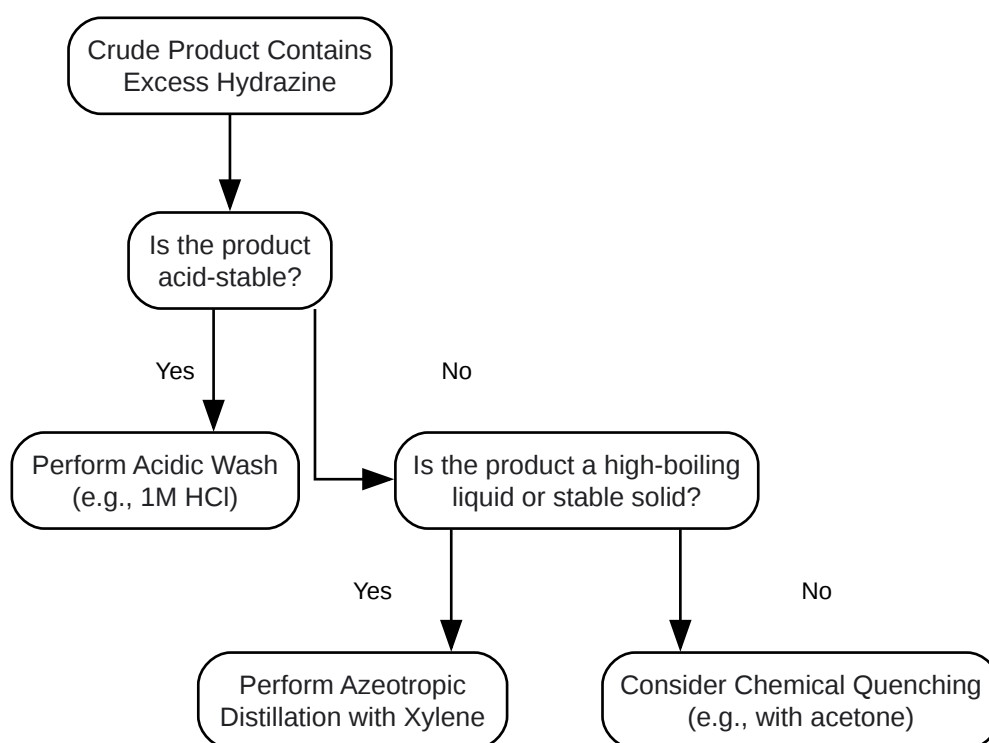 Crude Product Contains
Excess Hydrazine
Is the product
acid-stable?
Yes
No
Perform Acidic Wash
(e.g., 1M HCl)
Is the product a high-boiling
liquid or stable solid?
Yes
No
Perform Azeotropic
Distillation with Xylene
Consider Chemical Quenching
(e.g., with acetone)